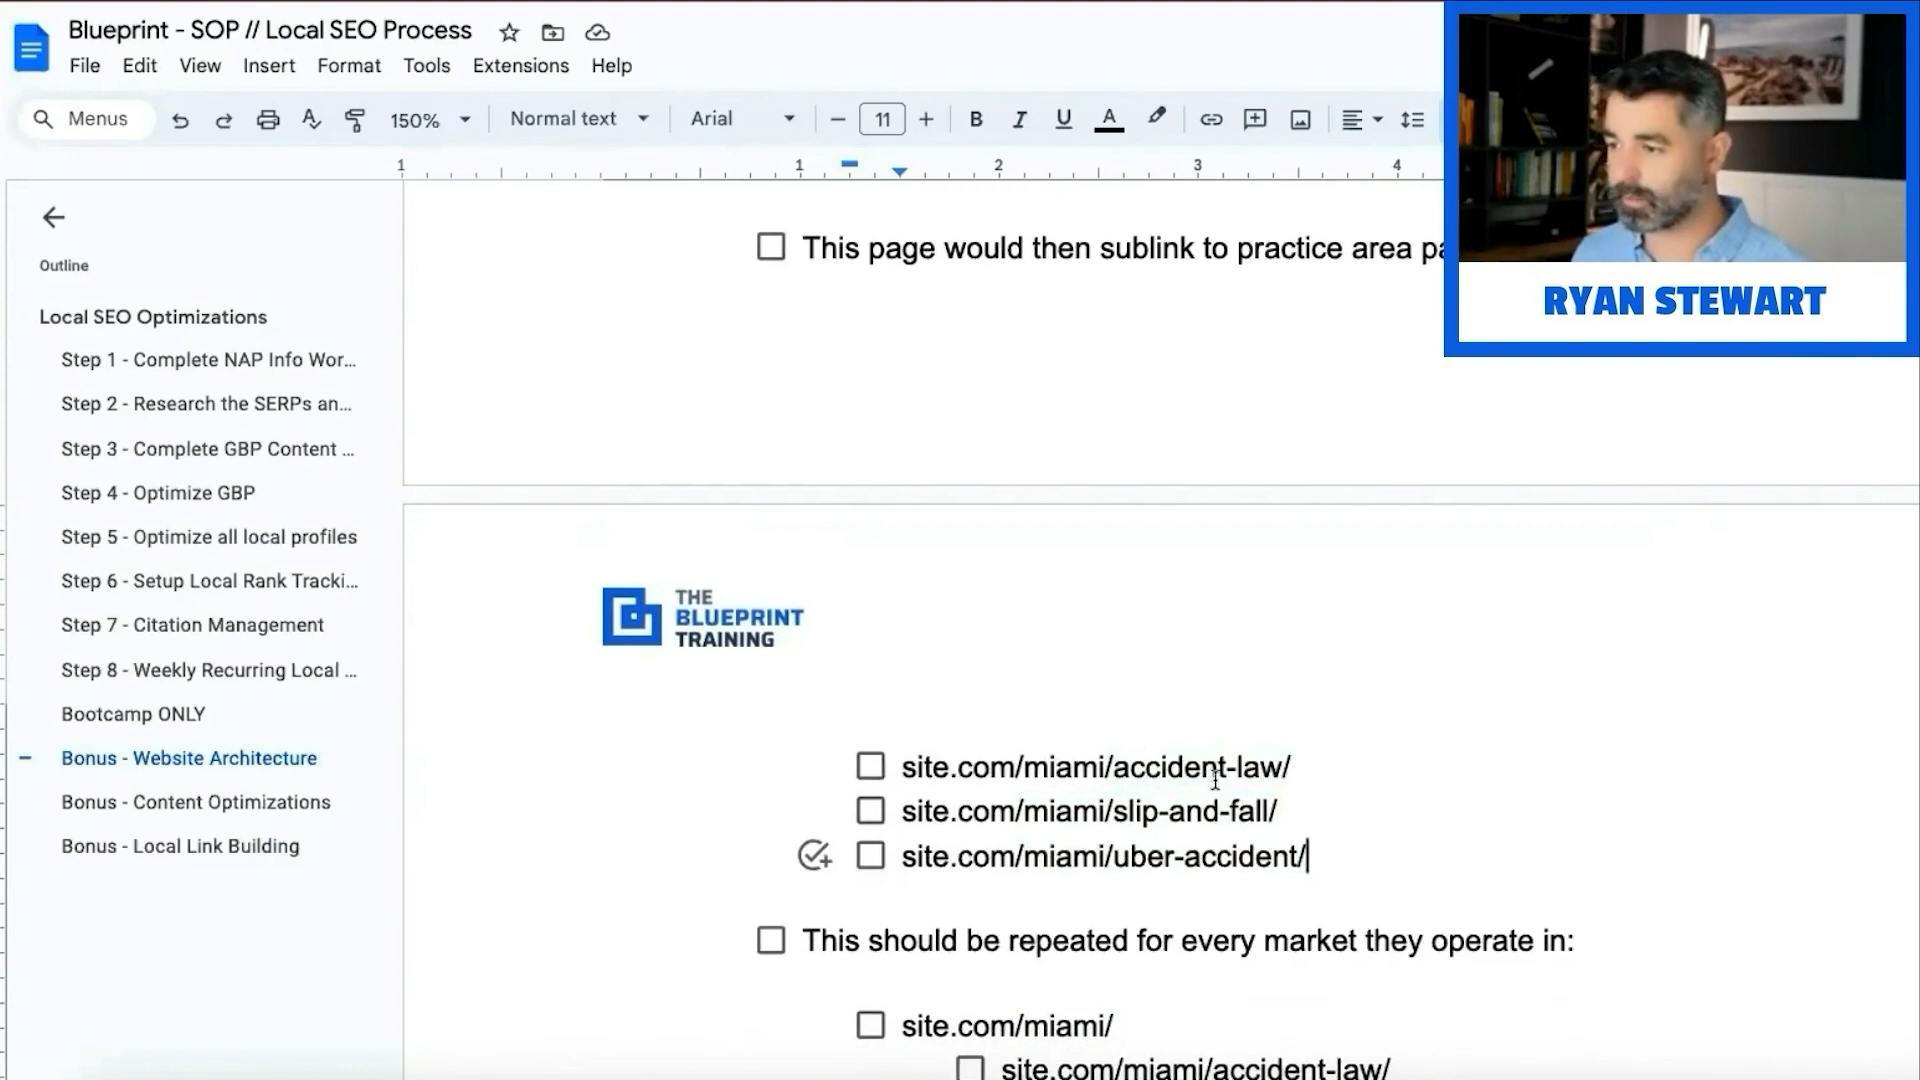 Blueprint - SOP // Local SEO Process
File Edit View Insert Format Tools Extensions Help
Menus 150% Normal text Arial 11 B I U A
1 1 2 3 4
RYAN STEWART
Outline
Local SEO Optimizations
Step 1 - Complete NAP Info Wor...
Step 2 - Research the SERPs an...
Step 3 - Complete GBP Content ...
Step 4 - Optimize GBP
Step 5 - Optimize all local profiles
Step 6 - Setup Local Rank Tracki...
Step 7 - Citation Management
Step 8 - Weekly Recurring Local ...
Bootcamp ONLY
Bonus - Website Architecture
Bonus - Content Optimizations
Bonus - Local Link Building
This page would then sublink to practice area pa
THE
BLUEPRINT
TRAINING
site.com/miami/accident-law/
site.com/miami/slip-and-fall/
site.com/miami/uber-accident/
This should be repeated for every market they operate in:
site.com/miami/
site.com/miami/accident-law/